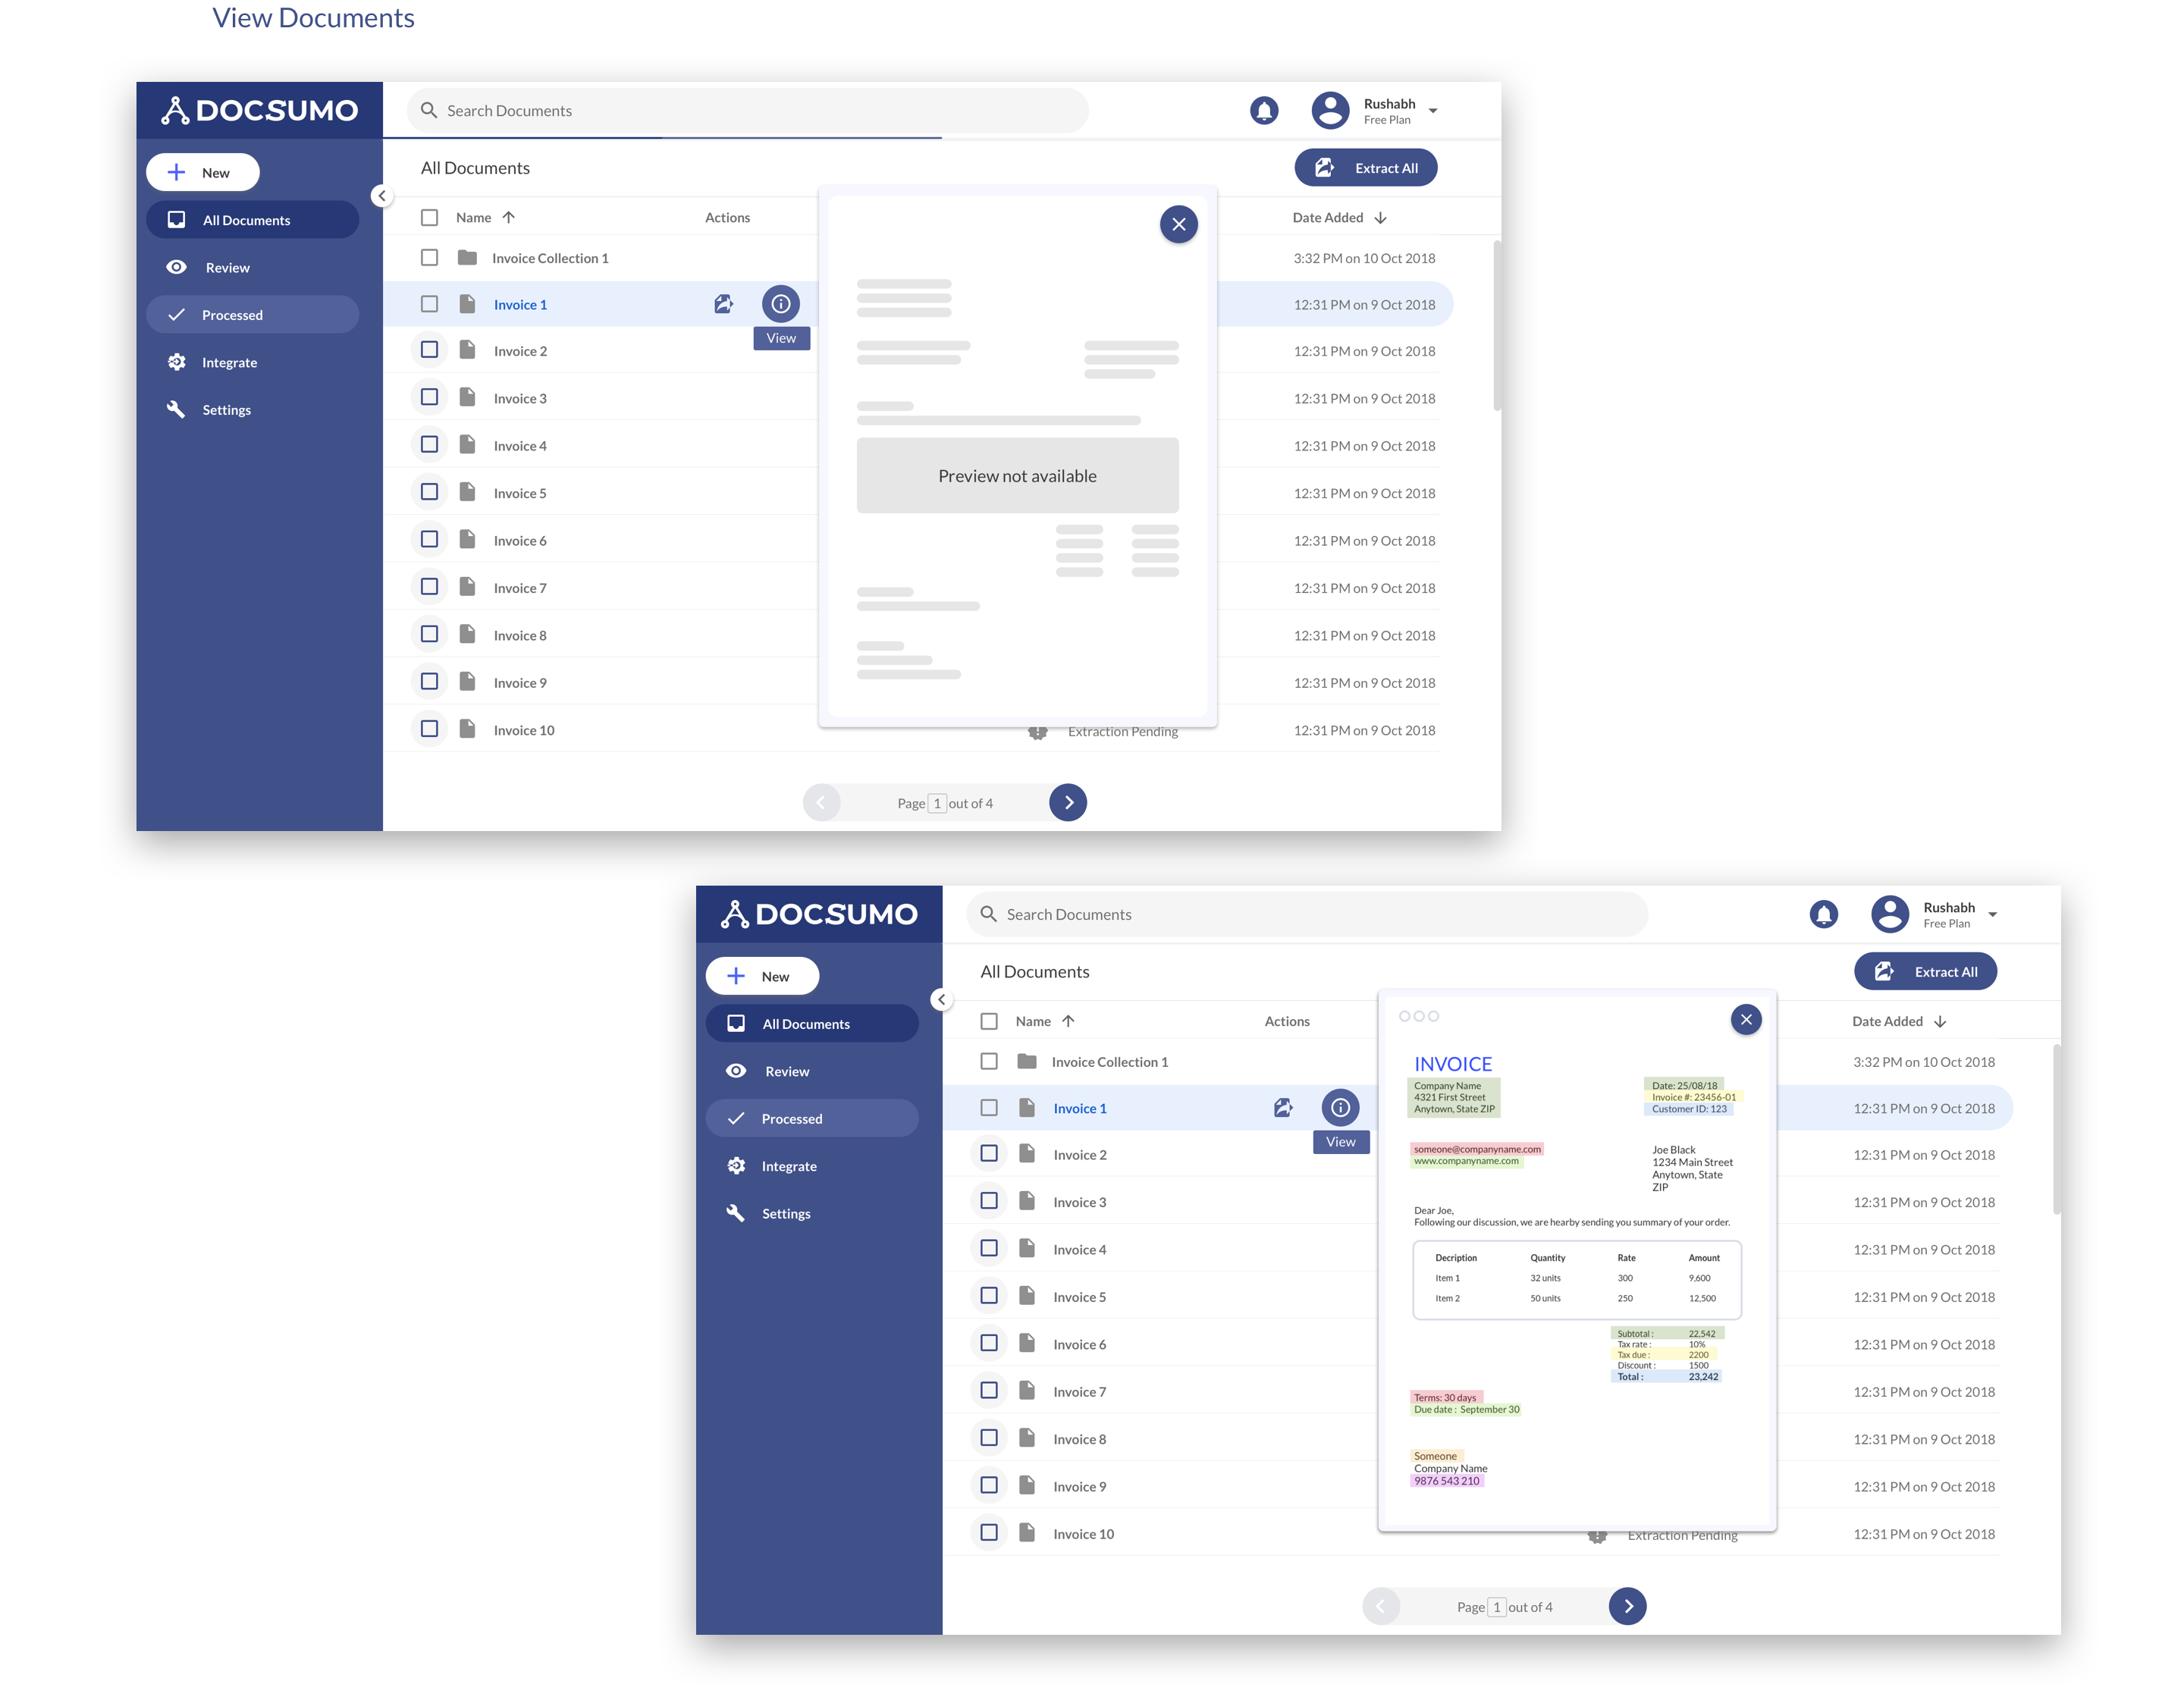 View Documents
DOCSUMO
Search Documents
Rushabh
Free Plan
New
All Documents
Extract All
All Documents
Name
Actions
Date Added
Review
Invoice Collection 1
3:32 PM on 10 Oct 2018
Processed
Invoice 1
12:31 PM on 9 Oct 2018
View
Invoice 2
12:31 PM on 9 Oct 2018
Integrate
Invoice 3
12:31 PM on 9 Oct 2018
Settings
Invoice 4
12:31 PM on 9 Oct 2018
Preview not available
Invoice 5
12:31 PM on 9 Oct 2018
Invoice 6
12:31 PM on 9 Oct 2018
Invoice 7
12:31 PM on 9 Oct 2018
Invoice 8
12:31 PM on 9 Oct 2018
Invoice 9
12:31 PM on 9 Oct 2018
Invoice 10
Extraction Pending
12:31 PM on 9 Oct 2018
Page 1 out of 4
DOCSUMO
Search Documents
Rushabh
Free Plan
New
All Documents
Extract All
All Documents
Name
Actions
Date Added
Review
Invoice Collection 1
3:32 PM on 10 Oct 2018
Processed
Invoice 1
12:31 PM on 9 Oct 2018
View
Invoice 2
12:31 PM on 9 Oct 2018
Integrate
Invoice 3
12:31 PM on 9 Oct 2018
Settings
Invoice 4
12:31 PM on 9 Oct 2018
Invoice 5
12:31 PM on 9 Oct 2018
Invoice 6
12:31 PM on 9 Oct 2018
Invoice 7
12:31 PM on 9 Oct 2018
Invoice 8
12:31 PM on 9 Oct 2018
Invoice 9
12:31 PM on 9 Oct 2018
Invoice 10
Extraction Pending
12:31 PM on 9 Oct 2018
INVOICE
Company Name
4321 First Street
Anytown, State ZIP
Date: 25/08/18
Invoice #: 23456-01
Customer ID: 123
someone@companyname.com
www.companyname.com
Joe Black
1234 Main Street
Anytown, State
ZIP
Dear Joe,
Following our discussion, we are hearby sending you summary of your order.
Decription Quantity Rate Amount
Item 1 32 units 300 9,600
Item 2 50 units 250 12,500
Subtotal : 22,542
Tax rate : 10%
Tax due : 2200
Discount : 1500
Total : 23,242
Terms: 30 days
Due date : September 30
Someone
Company Name
9876 543 210
Page 1 out of 4